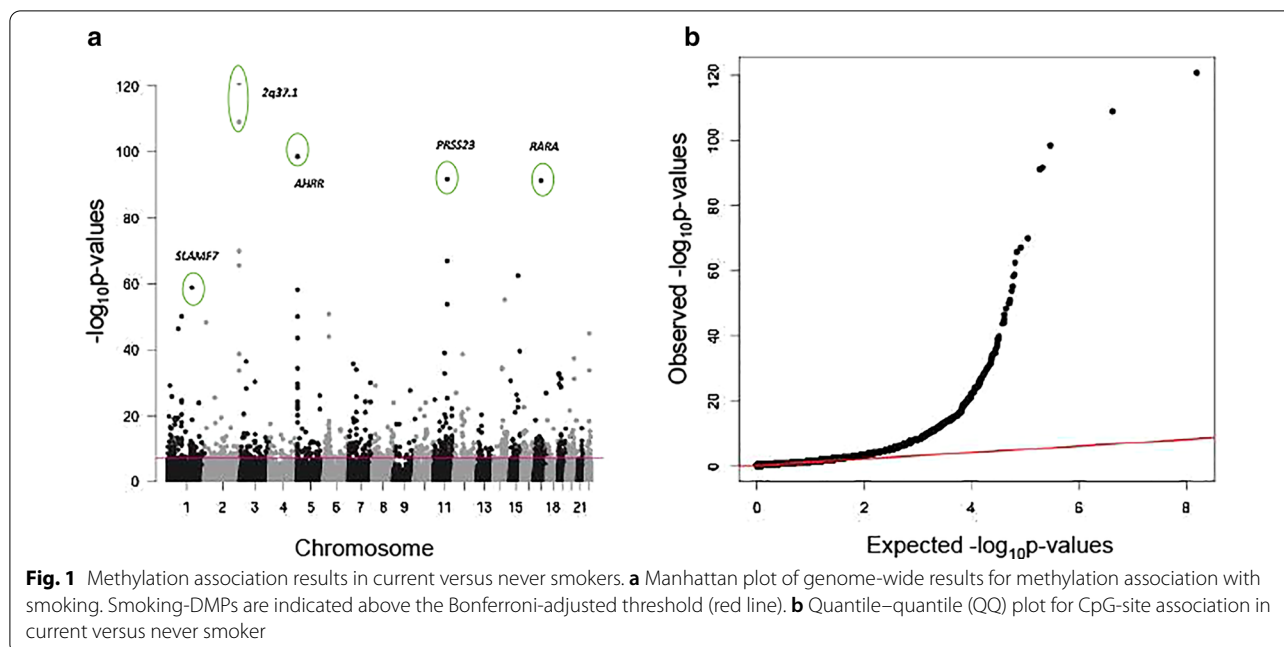 a
120
100
80
60
40
20
0
-log10p-values
2q37.1
AHRR
PRSS23
RARA
SLAMF7
1 2 3 4 5 6 7 8 9 11 13 15 18 21
Chromosome
b
120
100
80
60
40
20
0
Observed -log10p-values
0 2 4 6 8
Expected -log10p-values
Fig. 1 Methylation association results in current versus never smokers. a Manhattan plot of genome-wide results for methylation association with
smoking. Smoking-DMPs are indicated above the Bonferroni-adjusted threshold (red line). b Quantile–quantile (QQ) plot for CpG-site association in
current versus never smoker